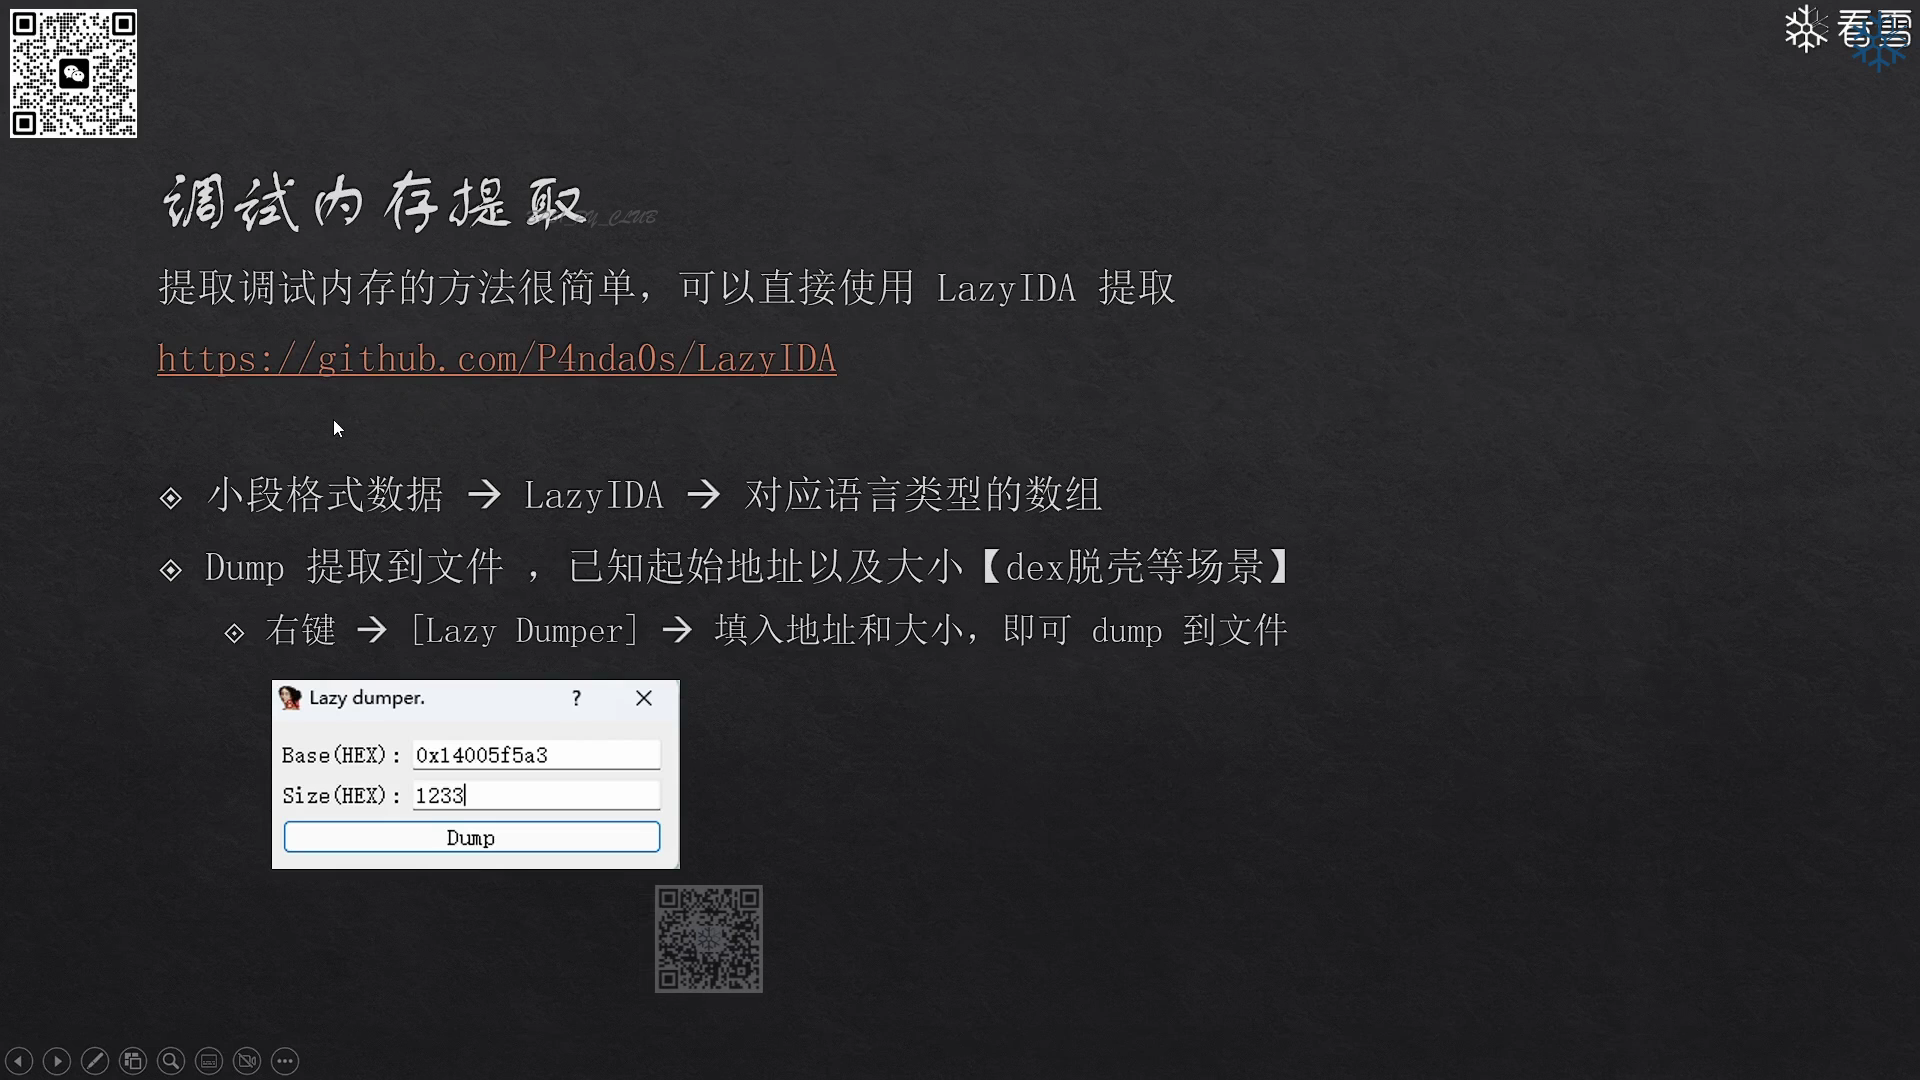 看雪
调试内存提取
提取调试内存的方法很简单，可以直接使用 LazyIDA 提取
https://github.com/P4nda0s/LazyIDA
小段格式数据 → LazyIDA → 对应语言类型的数组
Dump 提取到文件 ，已知起始地址以及大小【dex脱壳等场景】
右键 → [Lazy Dumper] → 填入地址和大小，即可 dump 到文件
Lazy dumper.
Base(HEX): 0x14005f5a3
Size(HEX): 1233
Dump